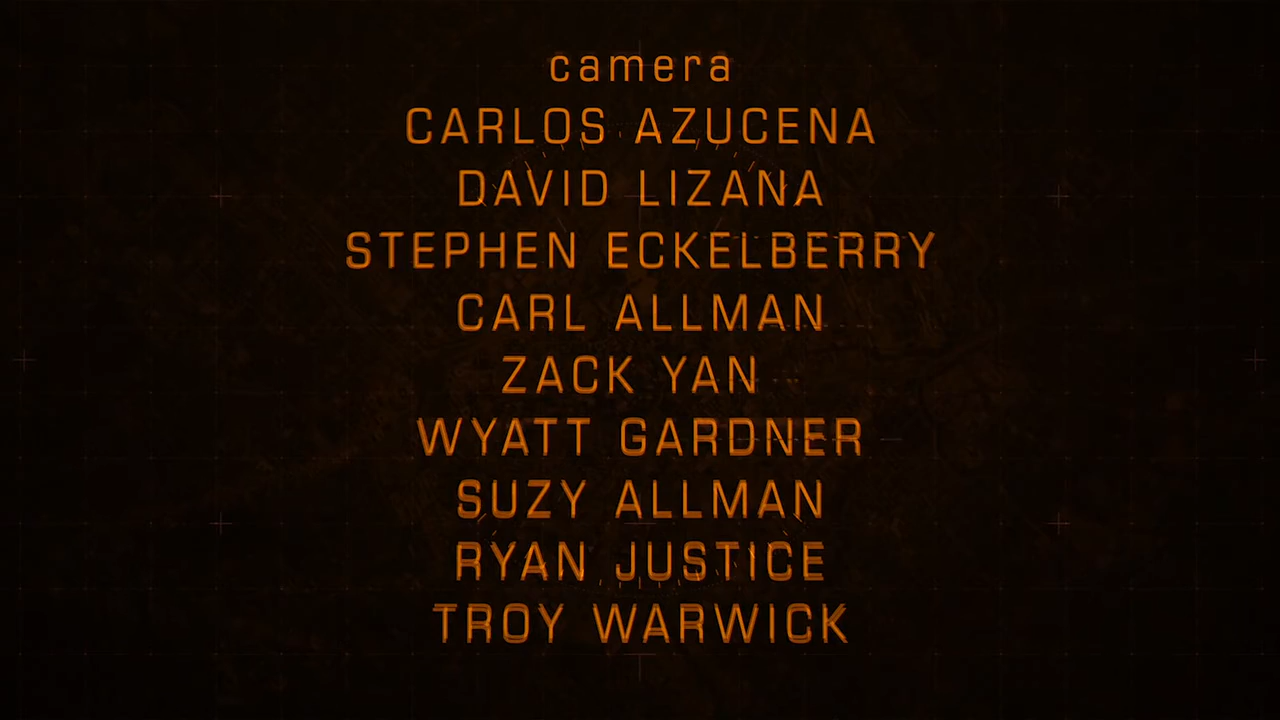 camera
CARLOS AZUCENA
DAVID LIZANA
STEPHEN ECKELBERRY
CARL ALLMAN
ZACK YAN
WYATT GARDNER
SUZY ALLMAN
RYAN JUSTICE
TROY WARWICK